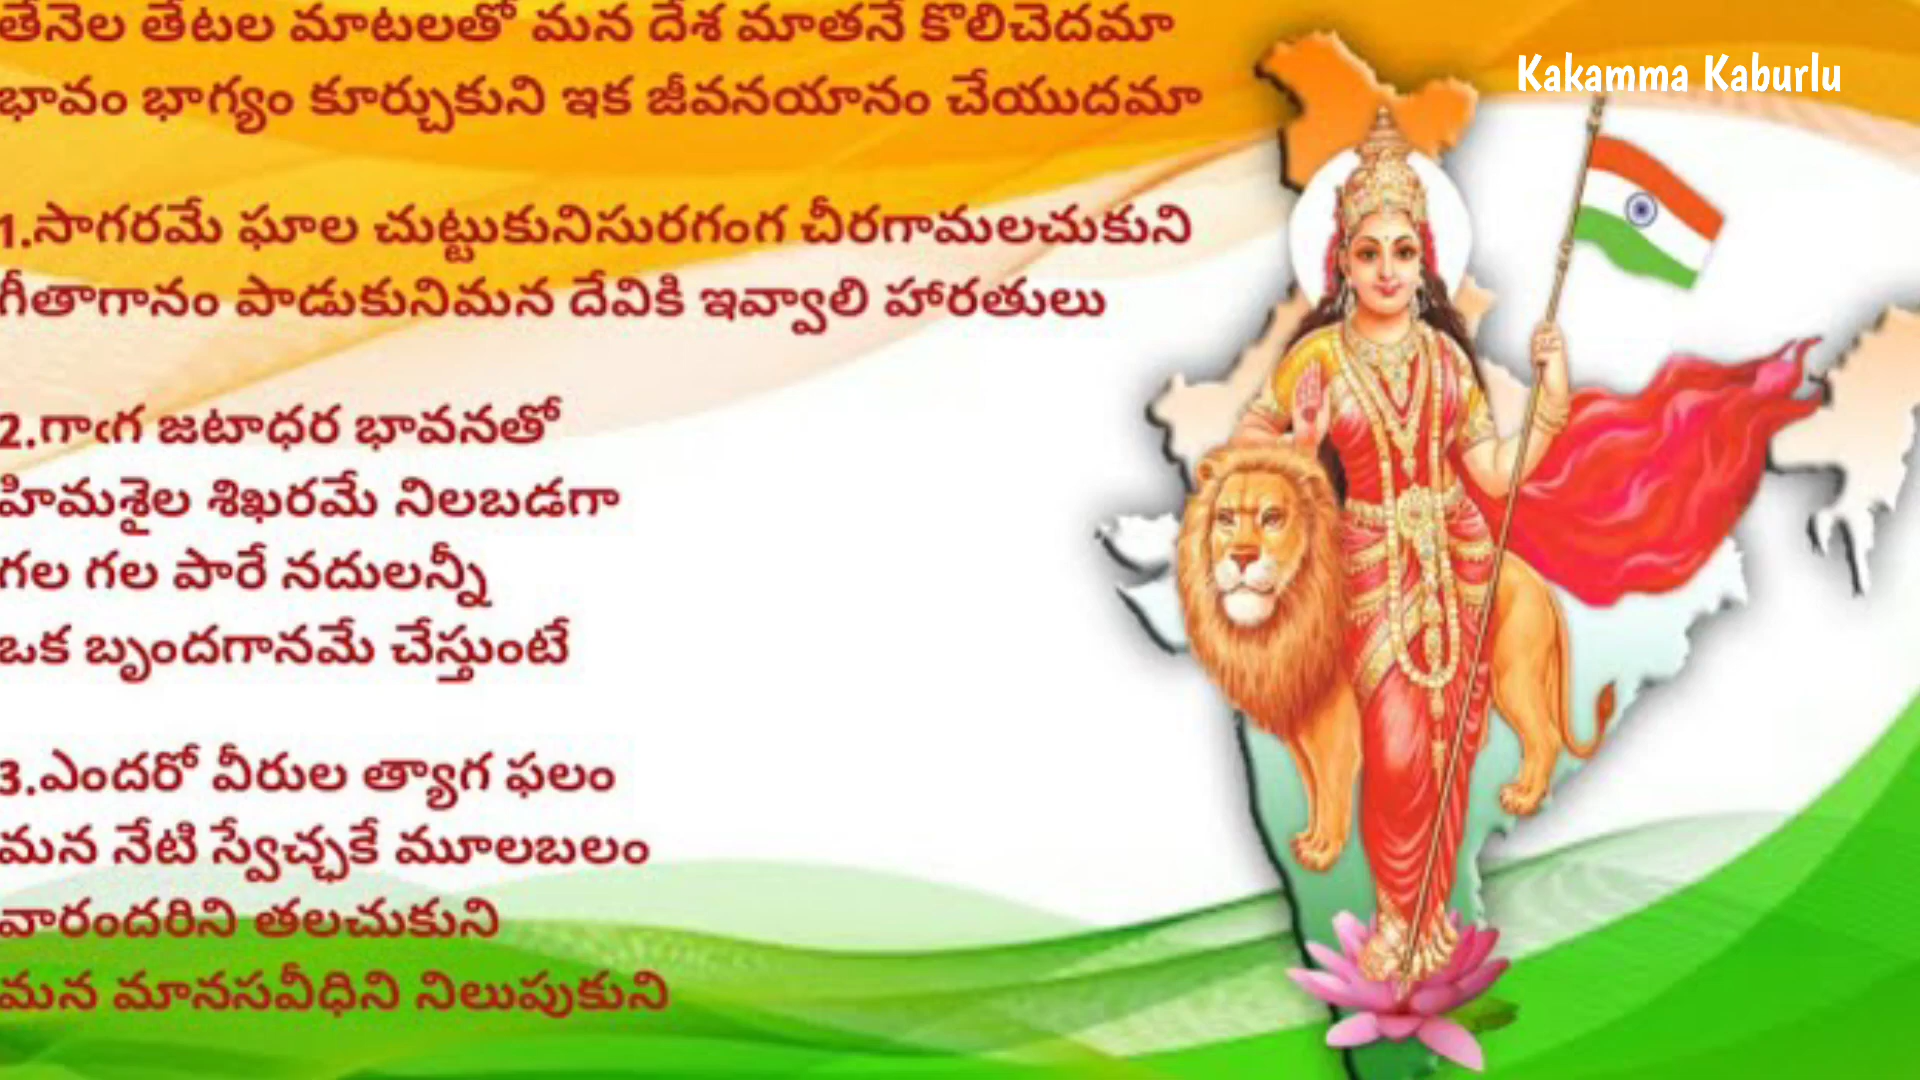 తేనెల తేటల మాటలతో మన దేశ మాతనే కొలిచెదమా
భావం భాగ్యం కూర్చుకుని ఇక జీవనయానం చేయుదమా
1.సాగరమే ఘాల చుట్టుకునిసురగంగ చీరగామలచుకుని
గీతాగానం పాడుకునిమన దేవికి ఇవ్వాలి హారతులు
2.గాఁగ జటాధర భావనతో
హిమశైల శిఖరమే నిలబడగా
గల గల పారే నదులన్నీ
ఒక బృందగానమే చేస్తుంటే
3.ఎందరో వీరుల త్యాగ ఫలం
మన నేటి స్వేచ్ఛకే మూలబలం
వారందరిని తలచుకుని
మన మానసవీధిని నిలుపుకుని
Kakamma Kaburlu